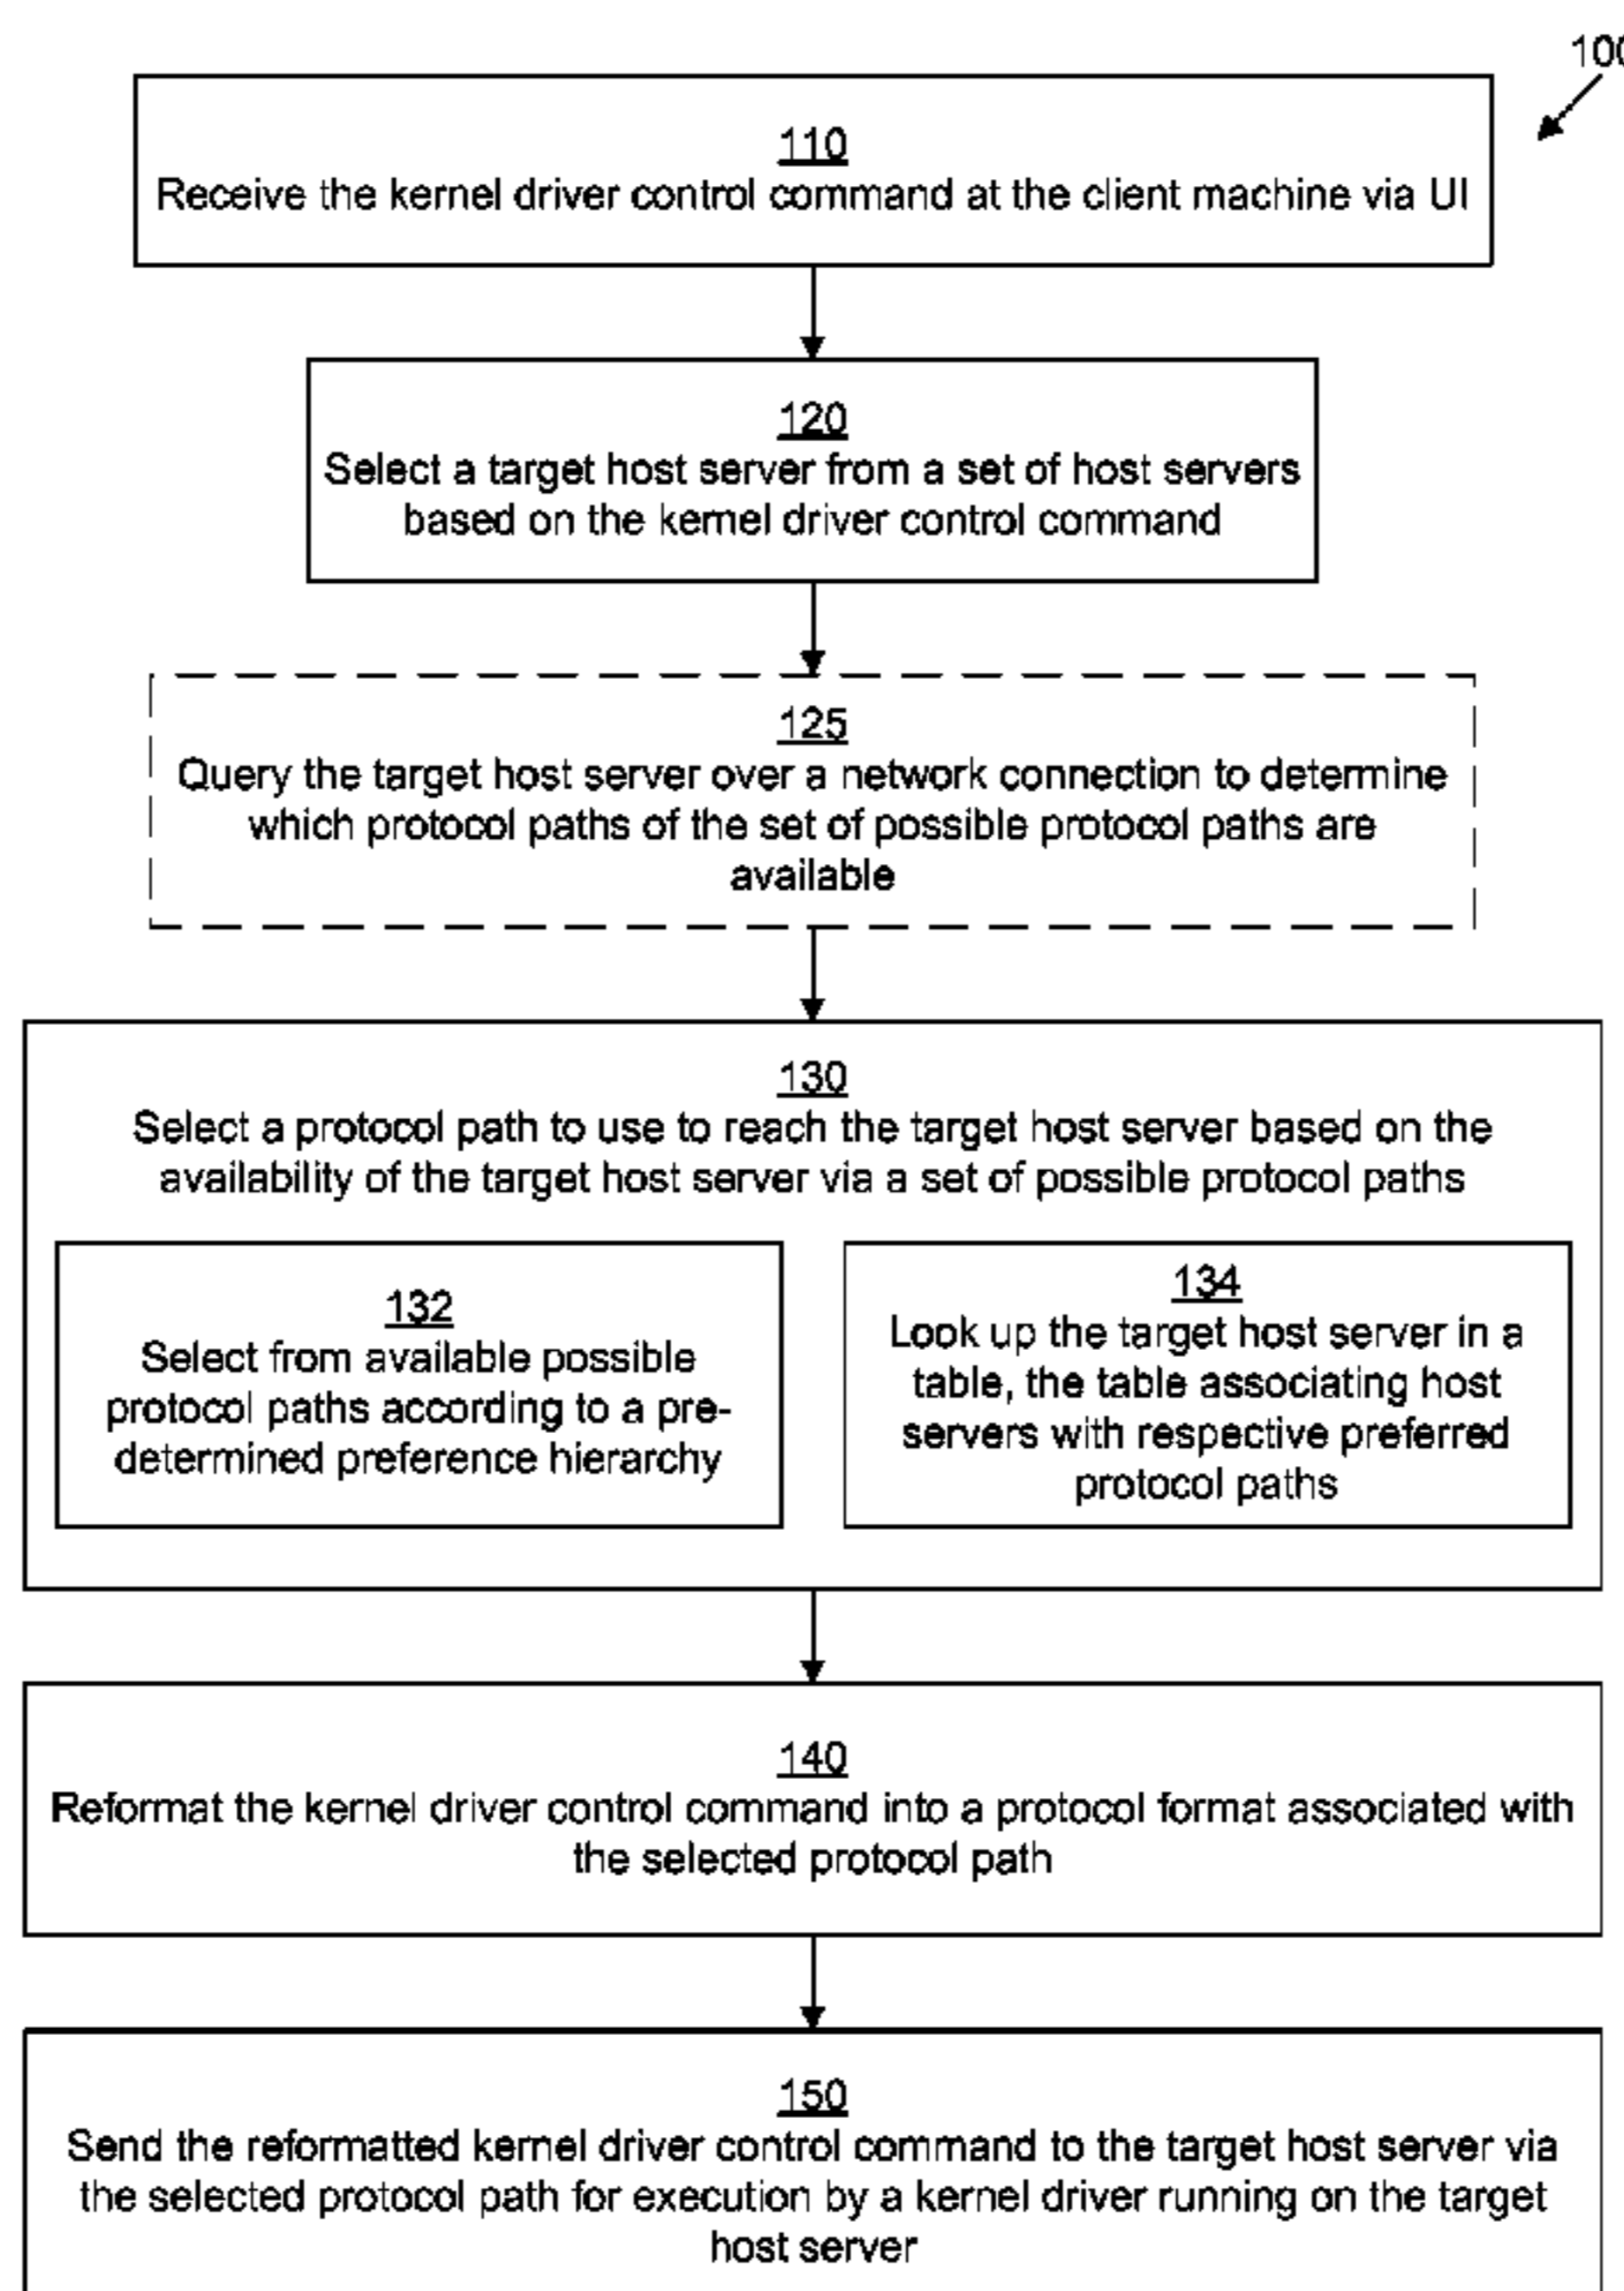 100
110
Receive the kernel driver control command at the client machine via UI
120
Select a target host server from a set of host servers
based on the kernel driver control command
125
Query the target host server over a network connection to determine
which protocol paths of the set of possible protocol paths are
available
130
Select a protocol path to use to reach the target host server based on the
availability of the target host server via a set of possible protocol paths
132
Select from available possible
protocol paths according to a pre-
determined preference hierarchy
134
Look up the target host server in a
table, the table associating host
servers with respective preferred
protocol paths
140
Reformat the kernel driver control command into a protocol format associated with
the selected protocol path
150
Send the reformatted kernel driver control command to the target host server via
the selected protocol path for execution by a kernel driver running on the target
host server